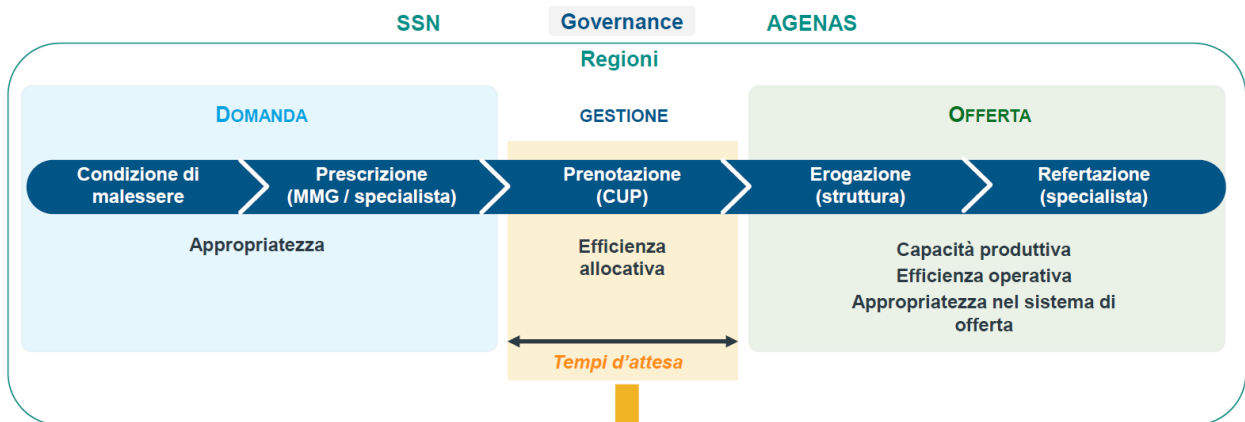 SSN Governance AGENAS
Regioni
DOMANDA GESTIONE OFFERTA
Condizione di
malessere
Prescrizione
(MMG / specialista)
Prenotazione
(CUP)
Erogazione
(struttura)
Refertazione
(specialista)
Appropriatezza
Efficienza
allocativa
Capacità produttiva
Efficienza operativa
Appropriatezza nel sistema di
offerta
Tempi d'attesa